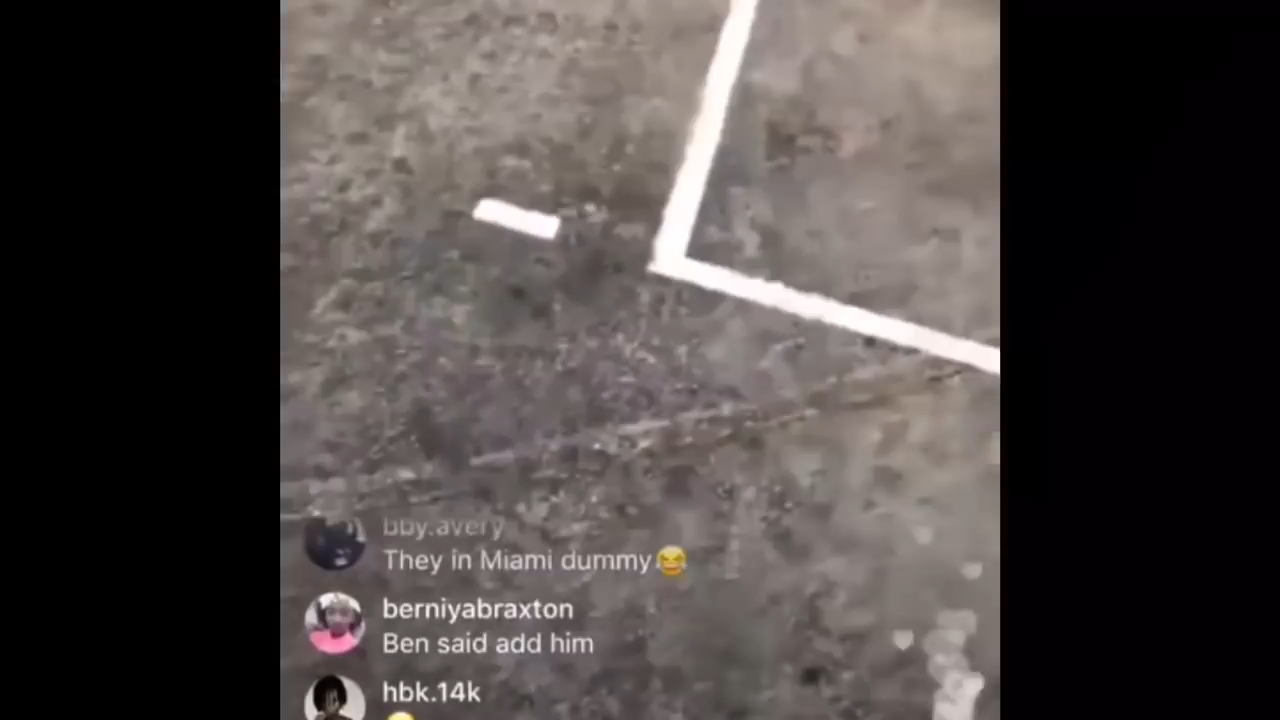 bby.avery
They in Miami dummy😂
berniyabraxton
Ben said add him
hbk.14k